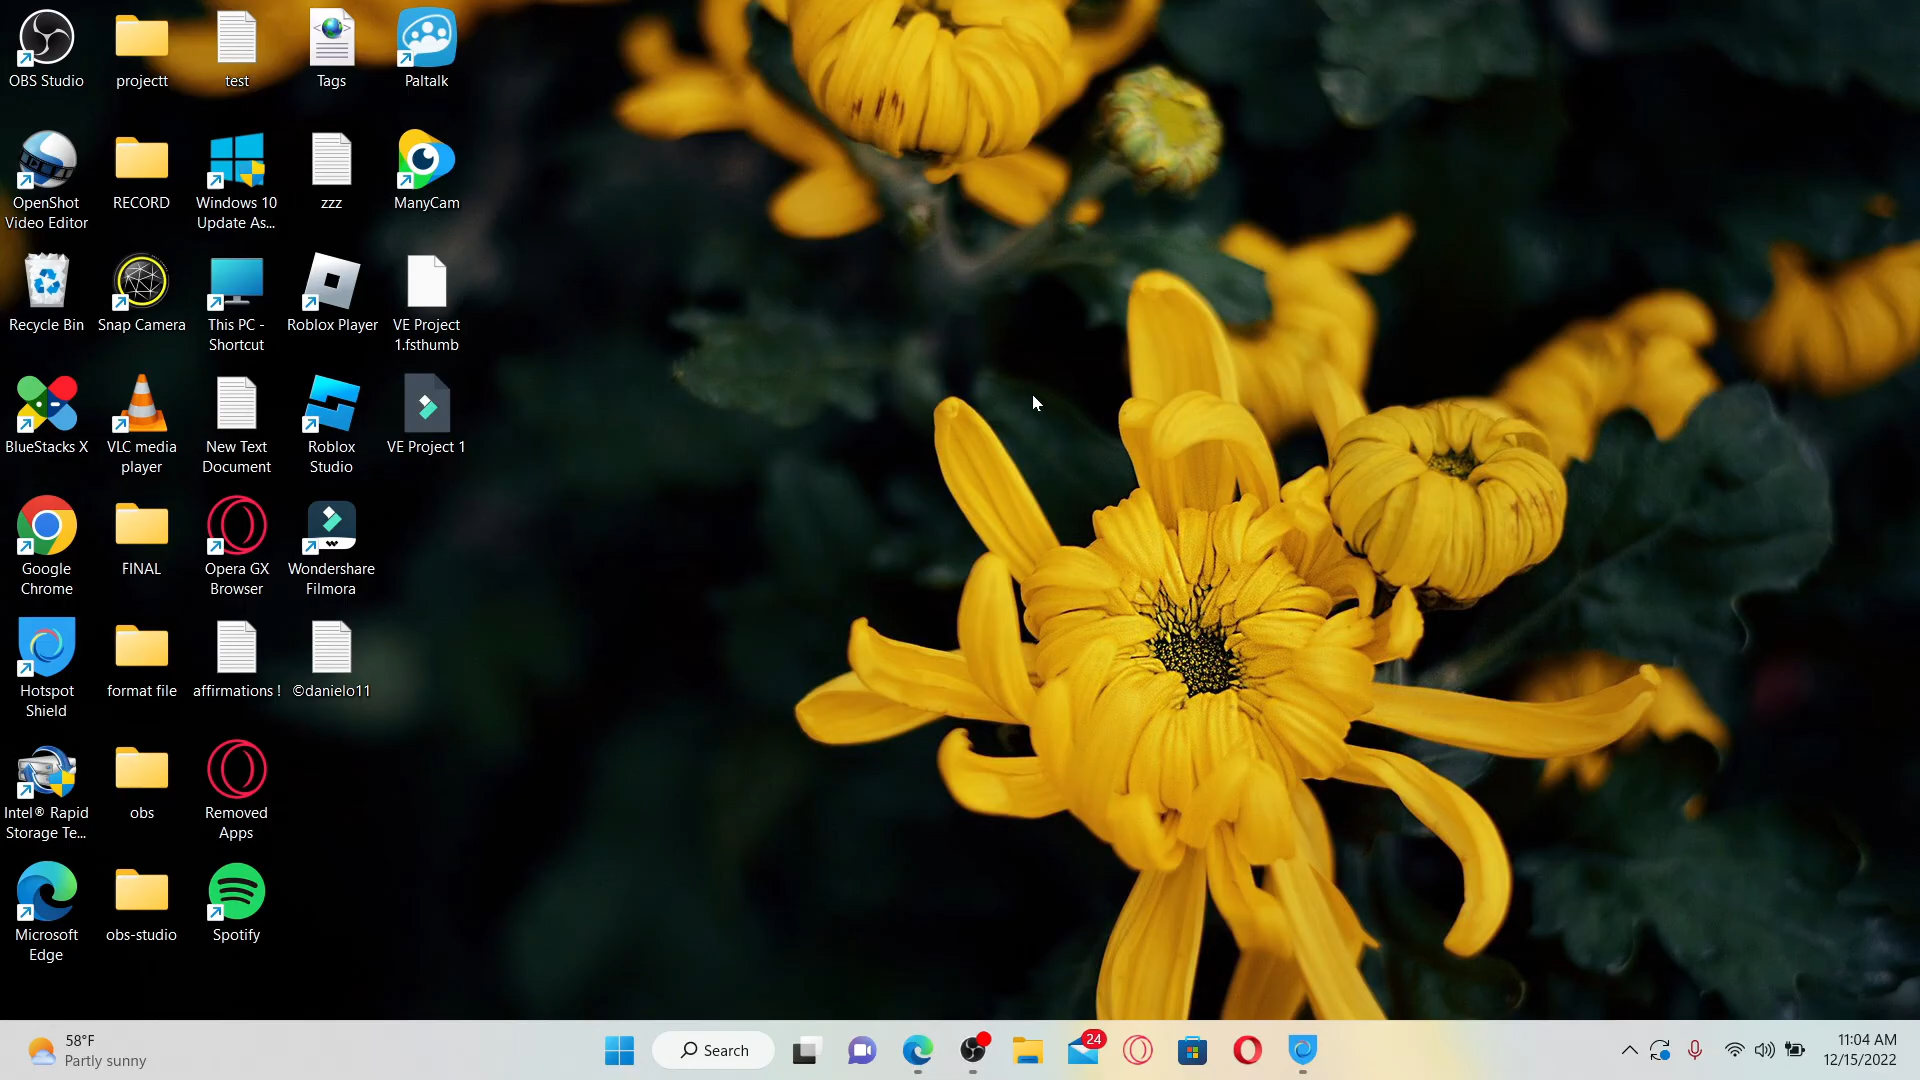 OBS Studio
projectt
test
Tags
Paltalk
OpenShot
Video Editor
RECORD
Windows 10
Update As...
zzz
ManyCam
Recycle Bin
Snap Camera
This PC -
Shortcut
Roblox Player
VE Project
1.fsthumb
BlueStacks X
VLC media
player
New Text
Document
Roblox
Studio
VE Project 1
Google
Chrome
FINAL
Opera GX
Browser
Wondershare
Filmora
Hotspot
Shield
format file
affirmations !
©danielo11
Intel® Rapid
Storage Te...
obs
Removed
Apps
Microsoft
Edge
obs-studio
Spotify
58°F
Partly sunny
Search
24
11:04 AM
12/15/2022